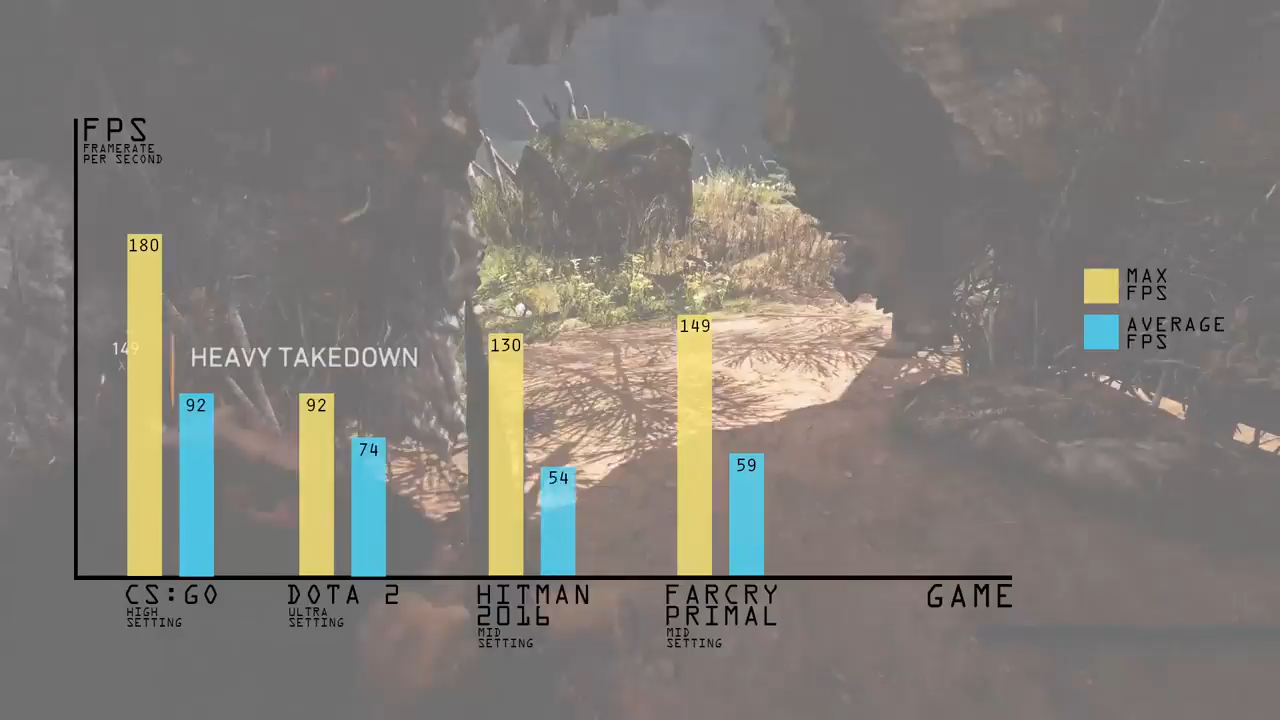 FPS
FRAMERATE
PER SECOND
180
92
92
74
130
54
149
59
MAX
FPS
AVERAGE
FPS
149
HEAVY TAKEDOWN
CS:GO
HIGH
SETTING
DOTA 2
ULTRA
SETTING
HITMAN
2016
MID
SETTING
FARCRY
PRIMAL
MID
SETTING
GAME